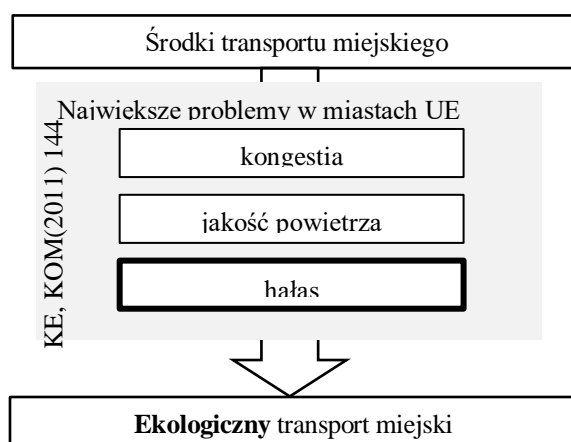 Środki transportu miejskiego
Największe problemy w miastach UE
KE, KOM(2011) 144
kongestia
jakość powietrza
hałas
Ekologiczny transport miejski